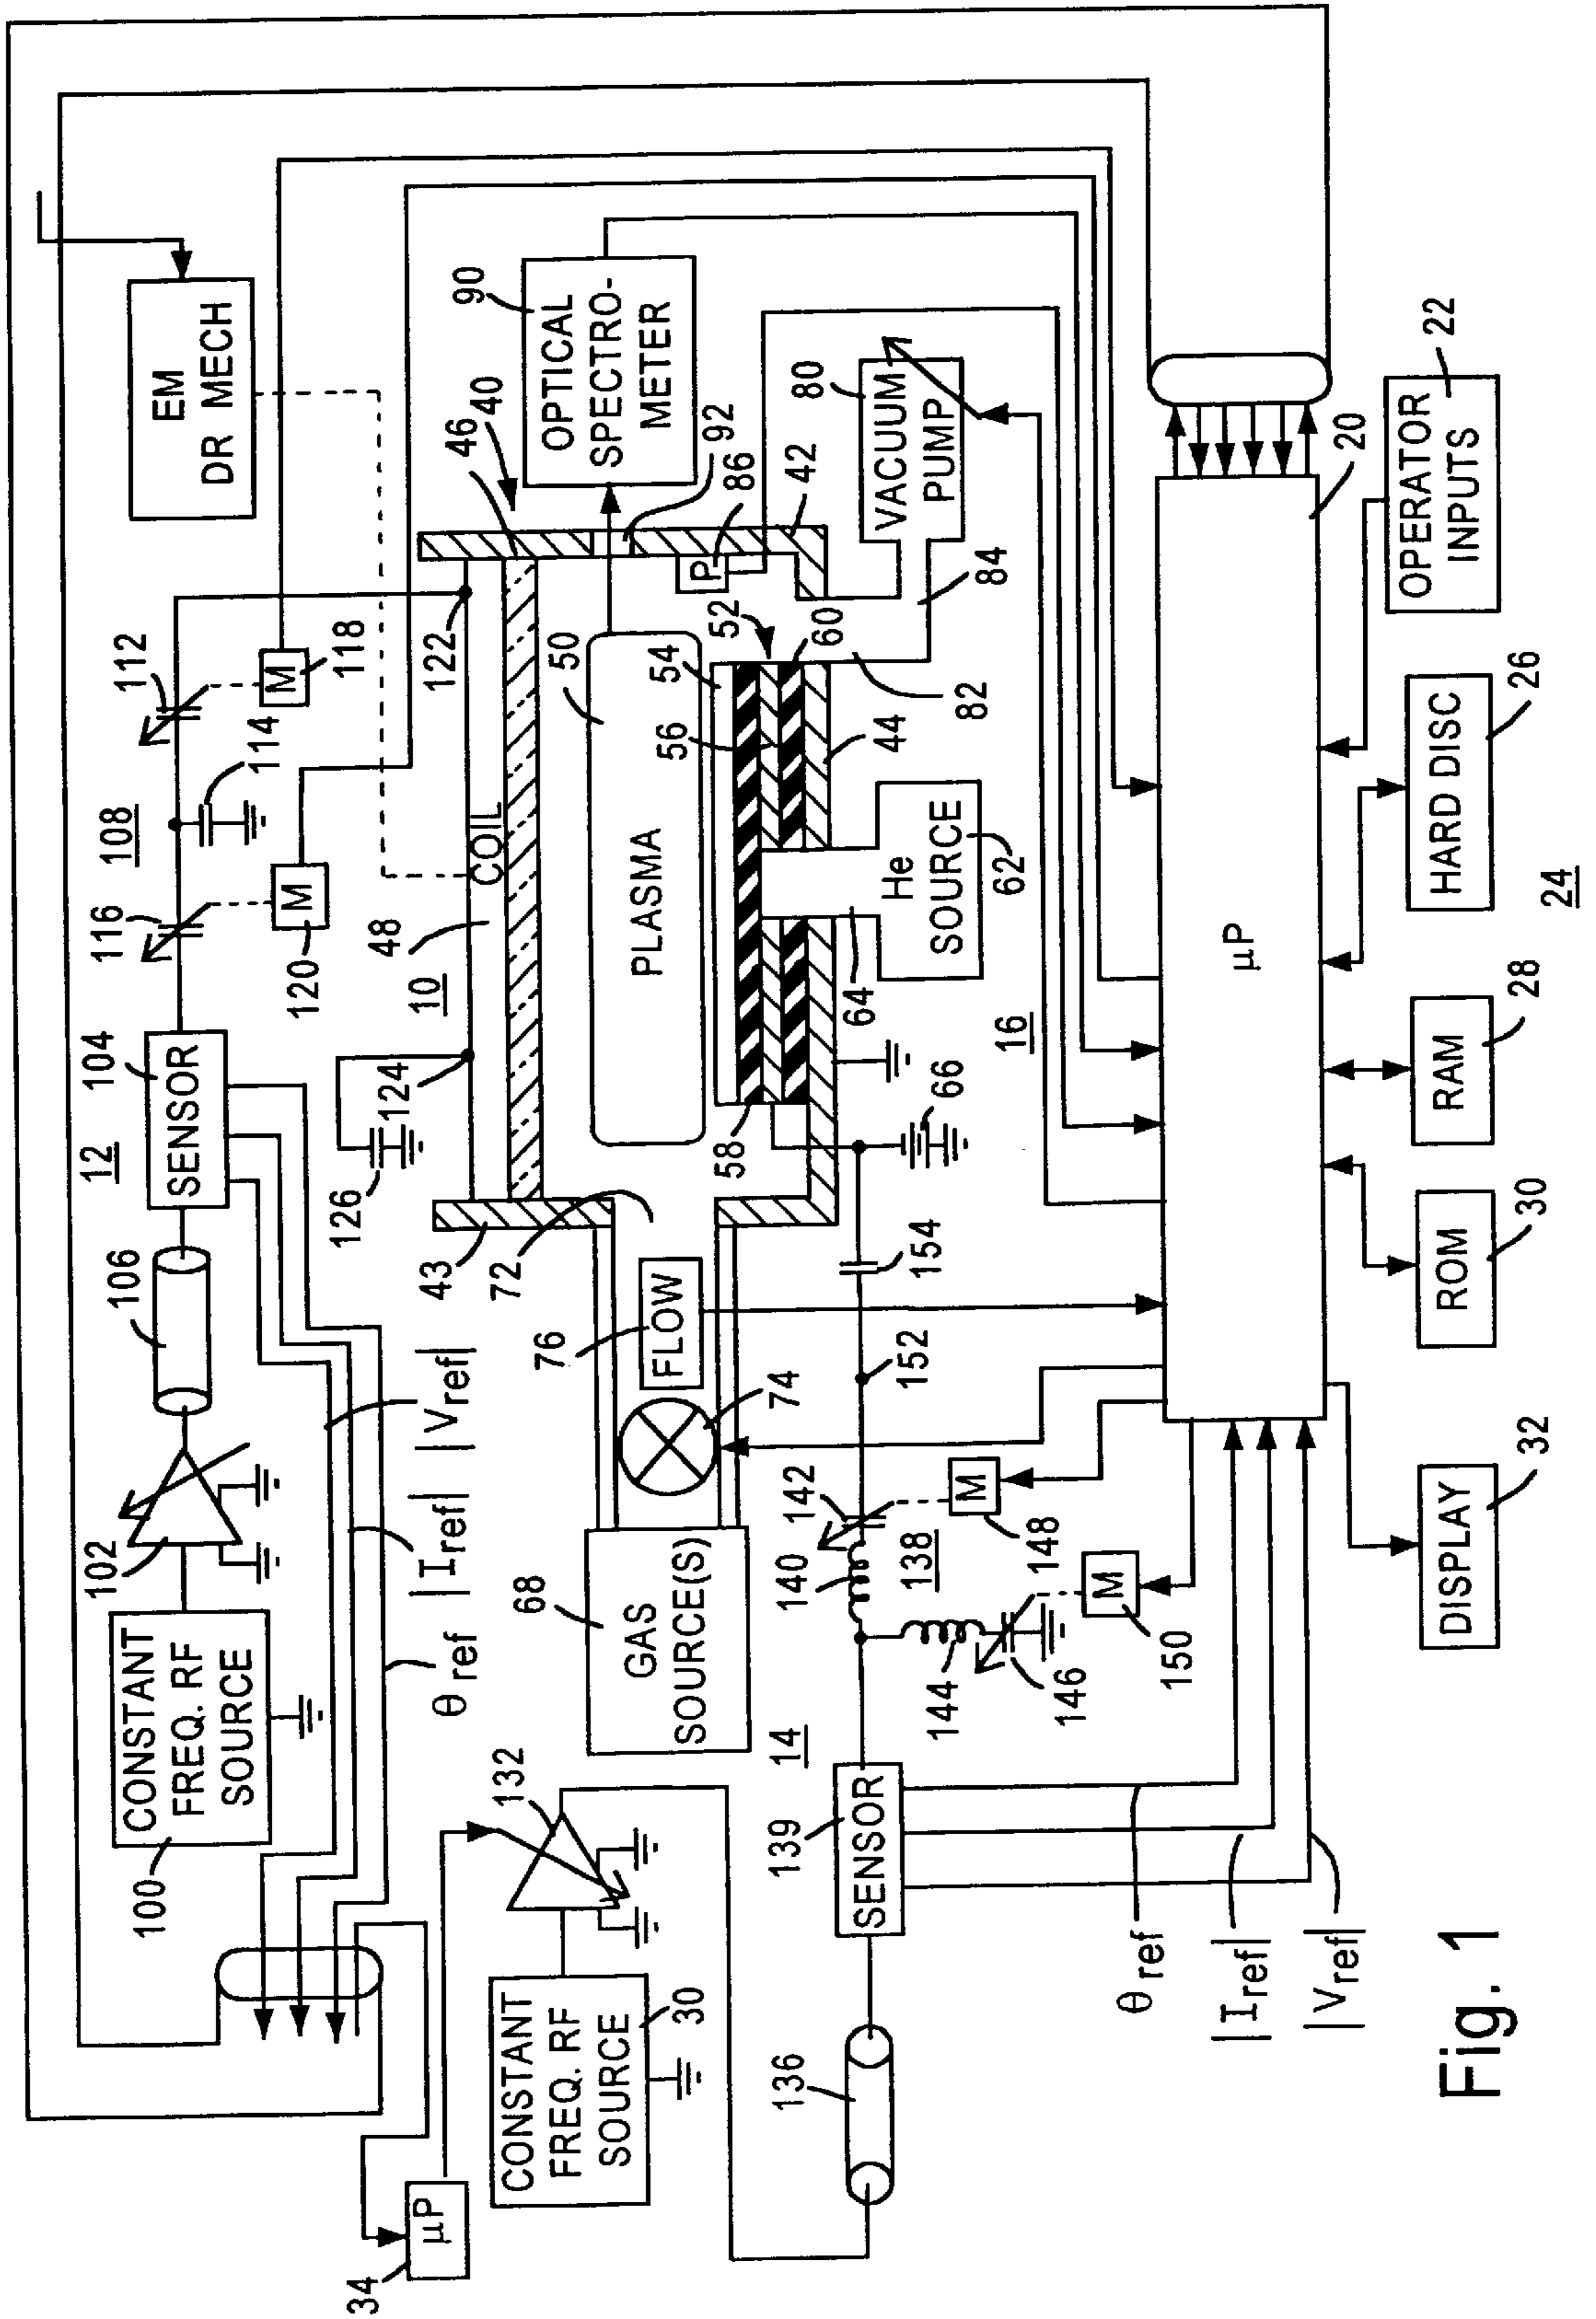 EM
DR MECH
112
118
M
114
108
116
120
M
12
104
SENSOR
106
102
CONSTANT
FREQ. RF
SOURCE
100
|Vref|
|Iref|
θref
34
μP
122
46
40
90
OPTICAL
SPECTRO-
METER
92
86
P
42
80
VACUUM
PUMP
84
82
COIL
48
10
124
126
43
50
PLASMA
52
54
56
58
60
44
He
SOURCE
62
64
66
16
72
76
FLOW
74
68
GAS
SOURCE(S)
154
152
142
140
138
M
148
144
146
M
150
14
132
CONSTANT
FREQ. RF
SOURCE
30
139
SENSOR
136
θref
|Iref|
|Vref|
μP
20
OPERATOR
INPUTS
22
HARD DISC
26
24
RAM
28
ROM
30
DISPLAY
32
Fig. 1